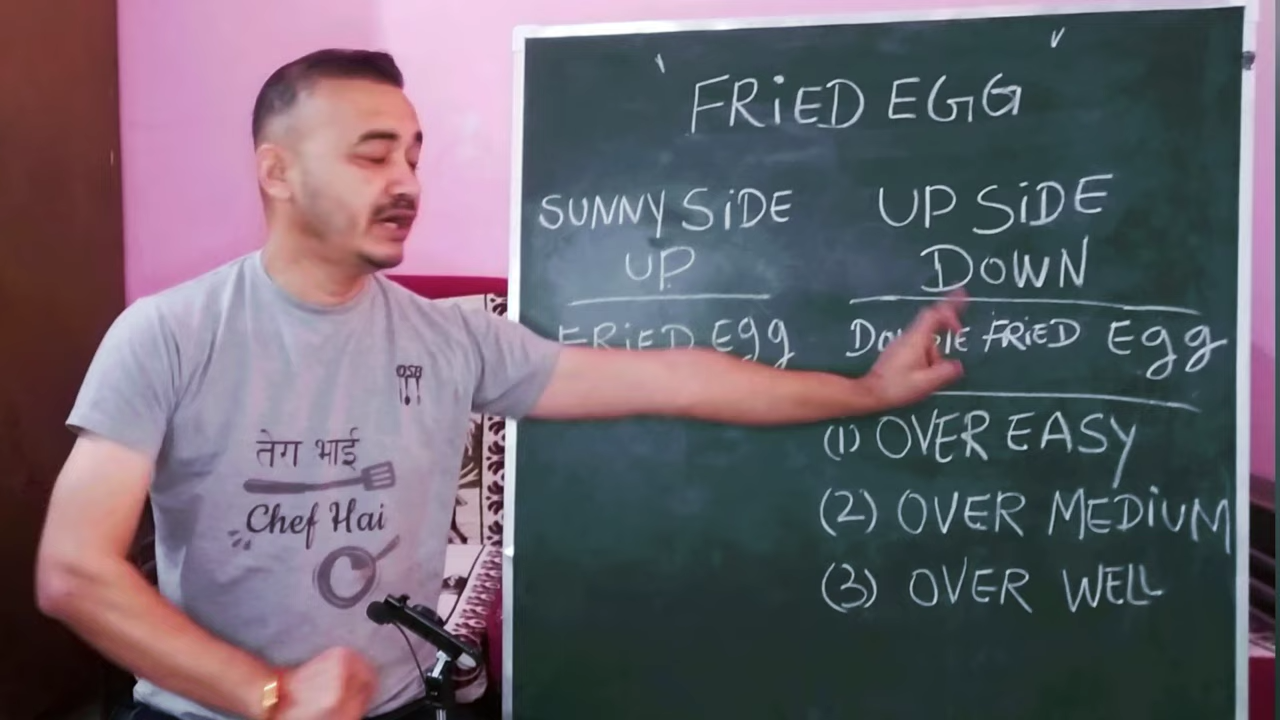 FRiED EGG
SUNNY SiDE
UP
FRiED Egg
UP SiDE
DOWN
FRiED Egg
(1) OVER EASY
(2) OVER MEDiUM
(3) OVER WELL
OSB
तेरा भाई
Chef Hai